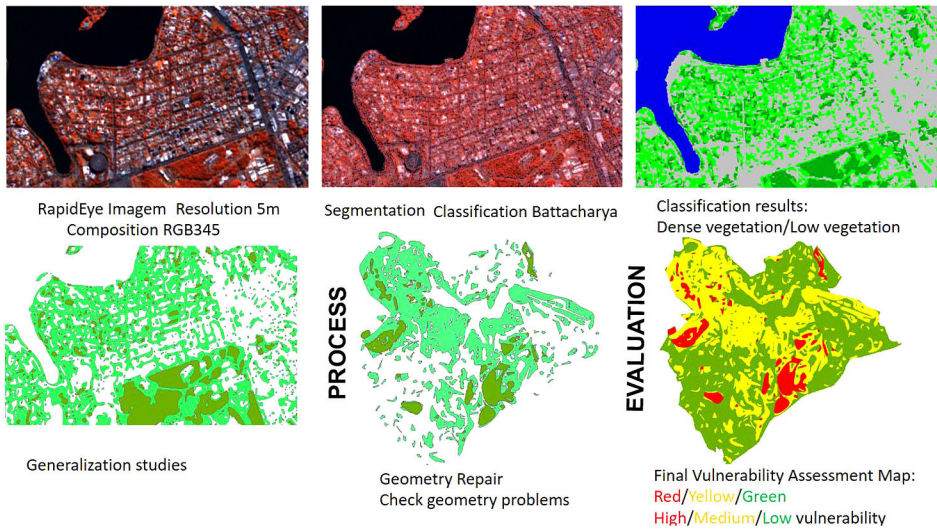 RapidEye Imagem Resolution 5m
Composition RGB345
Segmentation Classification Battacharya
Classification results:
Dense vegetation/Low vegetation
Generalization studies
PROCESS
Geometry Repair
Check geometry problems
EVALUATION
Final Vulnerability Assessment Map:
Red/Yellow/Green
High/Medium/Low vulnerability